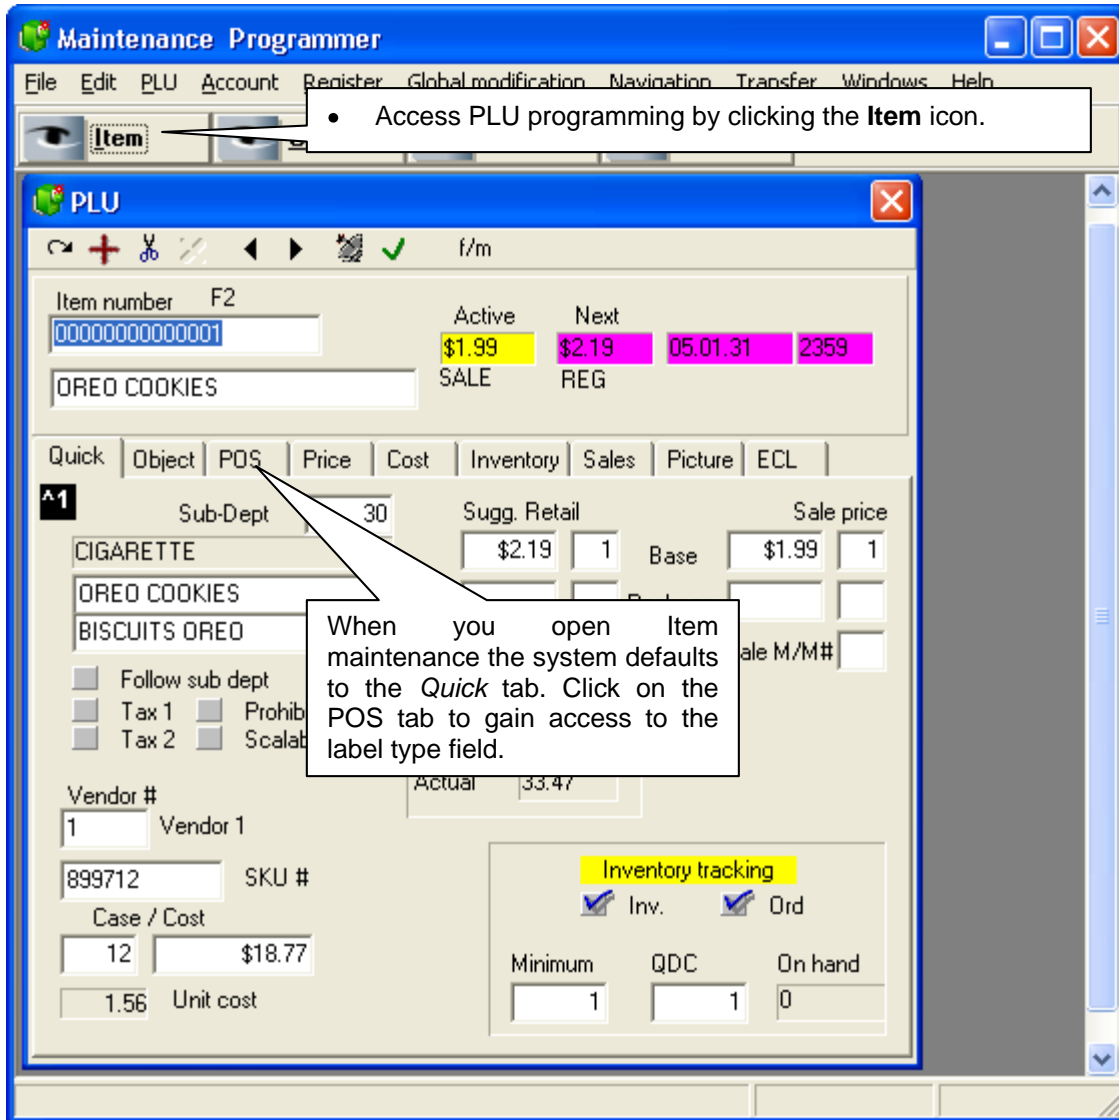 Maintenance Programmer
File Edit PLU Account Register Global modification Navigation Transfer Windows Help
• Access PLU programming by clicking the Item icon.
Item
PLU
f/m
Item number F2
Active Next
00000000000001
$1.99 $2.19 05.01.31 2359
SALE REG
OREO COOKIES
Quick Object POS Price Cost Inventory Sales Picture ECL
^1
Sub-Dept 30 Sugg. Retail Sale price
CIGARETTE $2.19 1 Base $1.99 1
OREO COOKIES
BISCUITS OREO
When you open Item
maintenance the system defaults
to the Quick tab. Click on the
POS tab to gain access to the
label type field.
ale M/M#
Follow sub dept
Tax 1 Prohib
Tax 2 Scalab
Actual 33.47
Vendor #
1 Vendor 1
899712 SKU #
Inventory tracking
Inv. Ord
Case / Cost
12 $18.77
Minimum QDC On hand
1.56 Unit cost
1 1 0